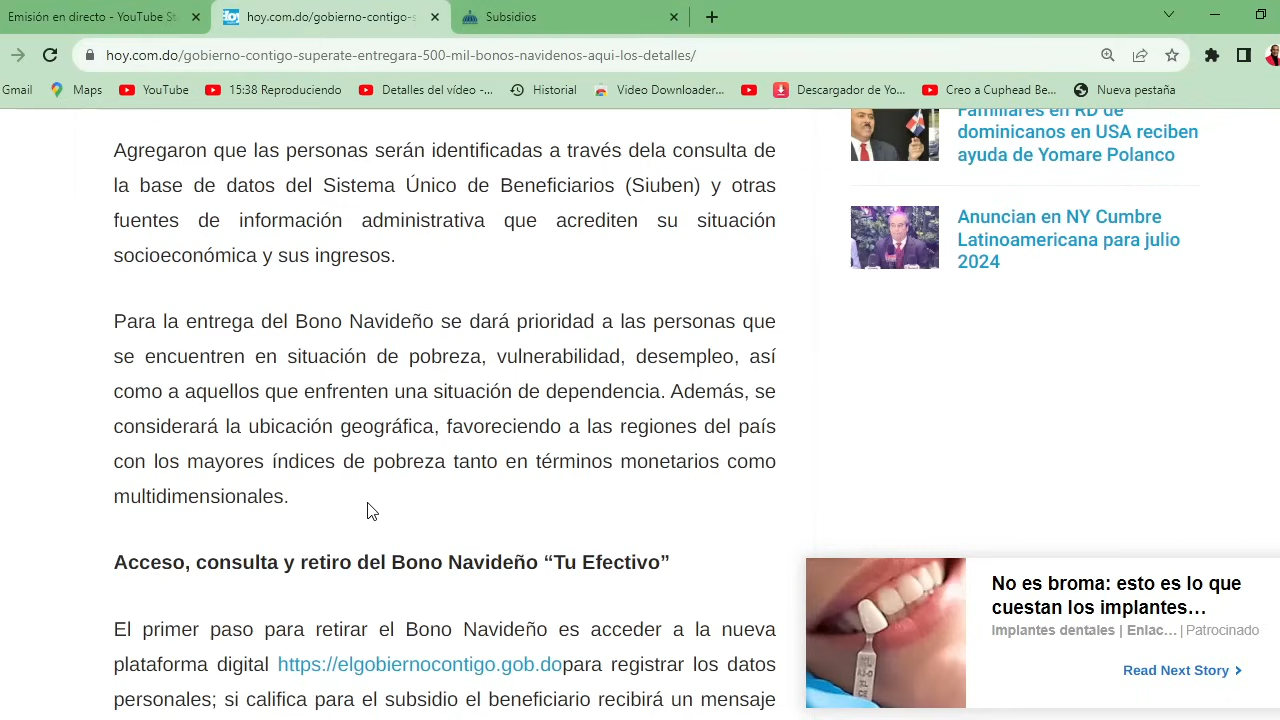 Emisión en directo - YouTube St
hoy.com.do/gobierno-contigo-s
Subsidios
hoy.com.do/gobierno-contigo-superate-entregara-500-mil-bonos-navidenos-aqui-los-detalles/
Gmail
Maps
YouTube
15:38 Reproduciendo
Detalles del vídeo -...
Historial
Video Downloader...
Descargador de Yo...
Creo a Cuphead Be...
Nueva pestaña
Agregaron que las personas serán identificadas a través dela consulta de
la base de datos del Sistema Único de Beneficiarios (Siuben) y otras
fuentes de información administrativa que acrediten su situación
socioeconómica y sus ingresos.
Para la entrega del Bono Navideño se dará prioridad a las personas que
se encuentren en situación de pobreza, vulnerabilidad, desempleo, así
como a aquellos que enfrenten una situación de dependencia. Además, se
considerará la ubicación geográfica, favoreciendo a las regiones del país
con los mayores índices de pobreza tanto en términos monetarios como
multidimensionales.
Acceso, consulta y retiro del Bono Navideño “Tu Efectivo”
El primer paso para retirar el Bono Navideño es acceder a la nueva
plataforma digital https://elgobiernocontigo.gob.dopara registrar los datos
personales; si califica para el subsidio el beneficiario recibirá un mensaje
Familiares en RD de
dominicanos en USA reciben
ayuda de Yomare Polanco
Anuncian en NY Cumbre
Latinoamericana para julio
2024
No es broma: esto es lo que
cuestan los implantes…
Implantes dentales | Enlac… | Patrocinado
Read Next Story